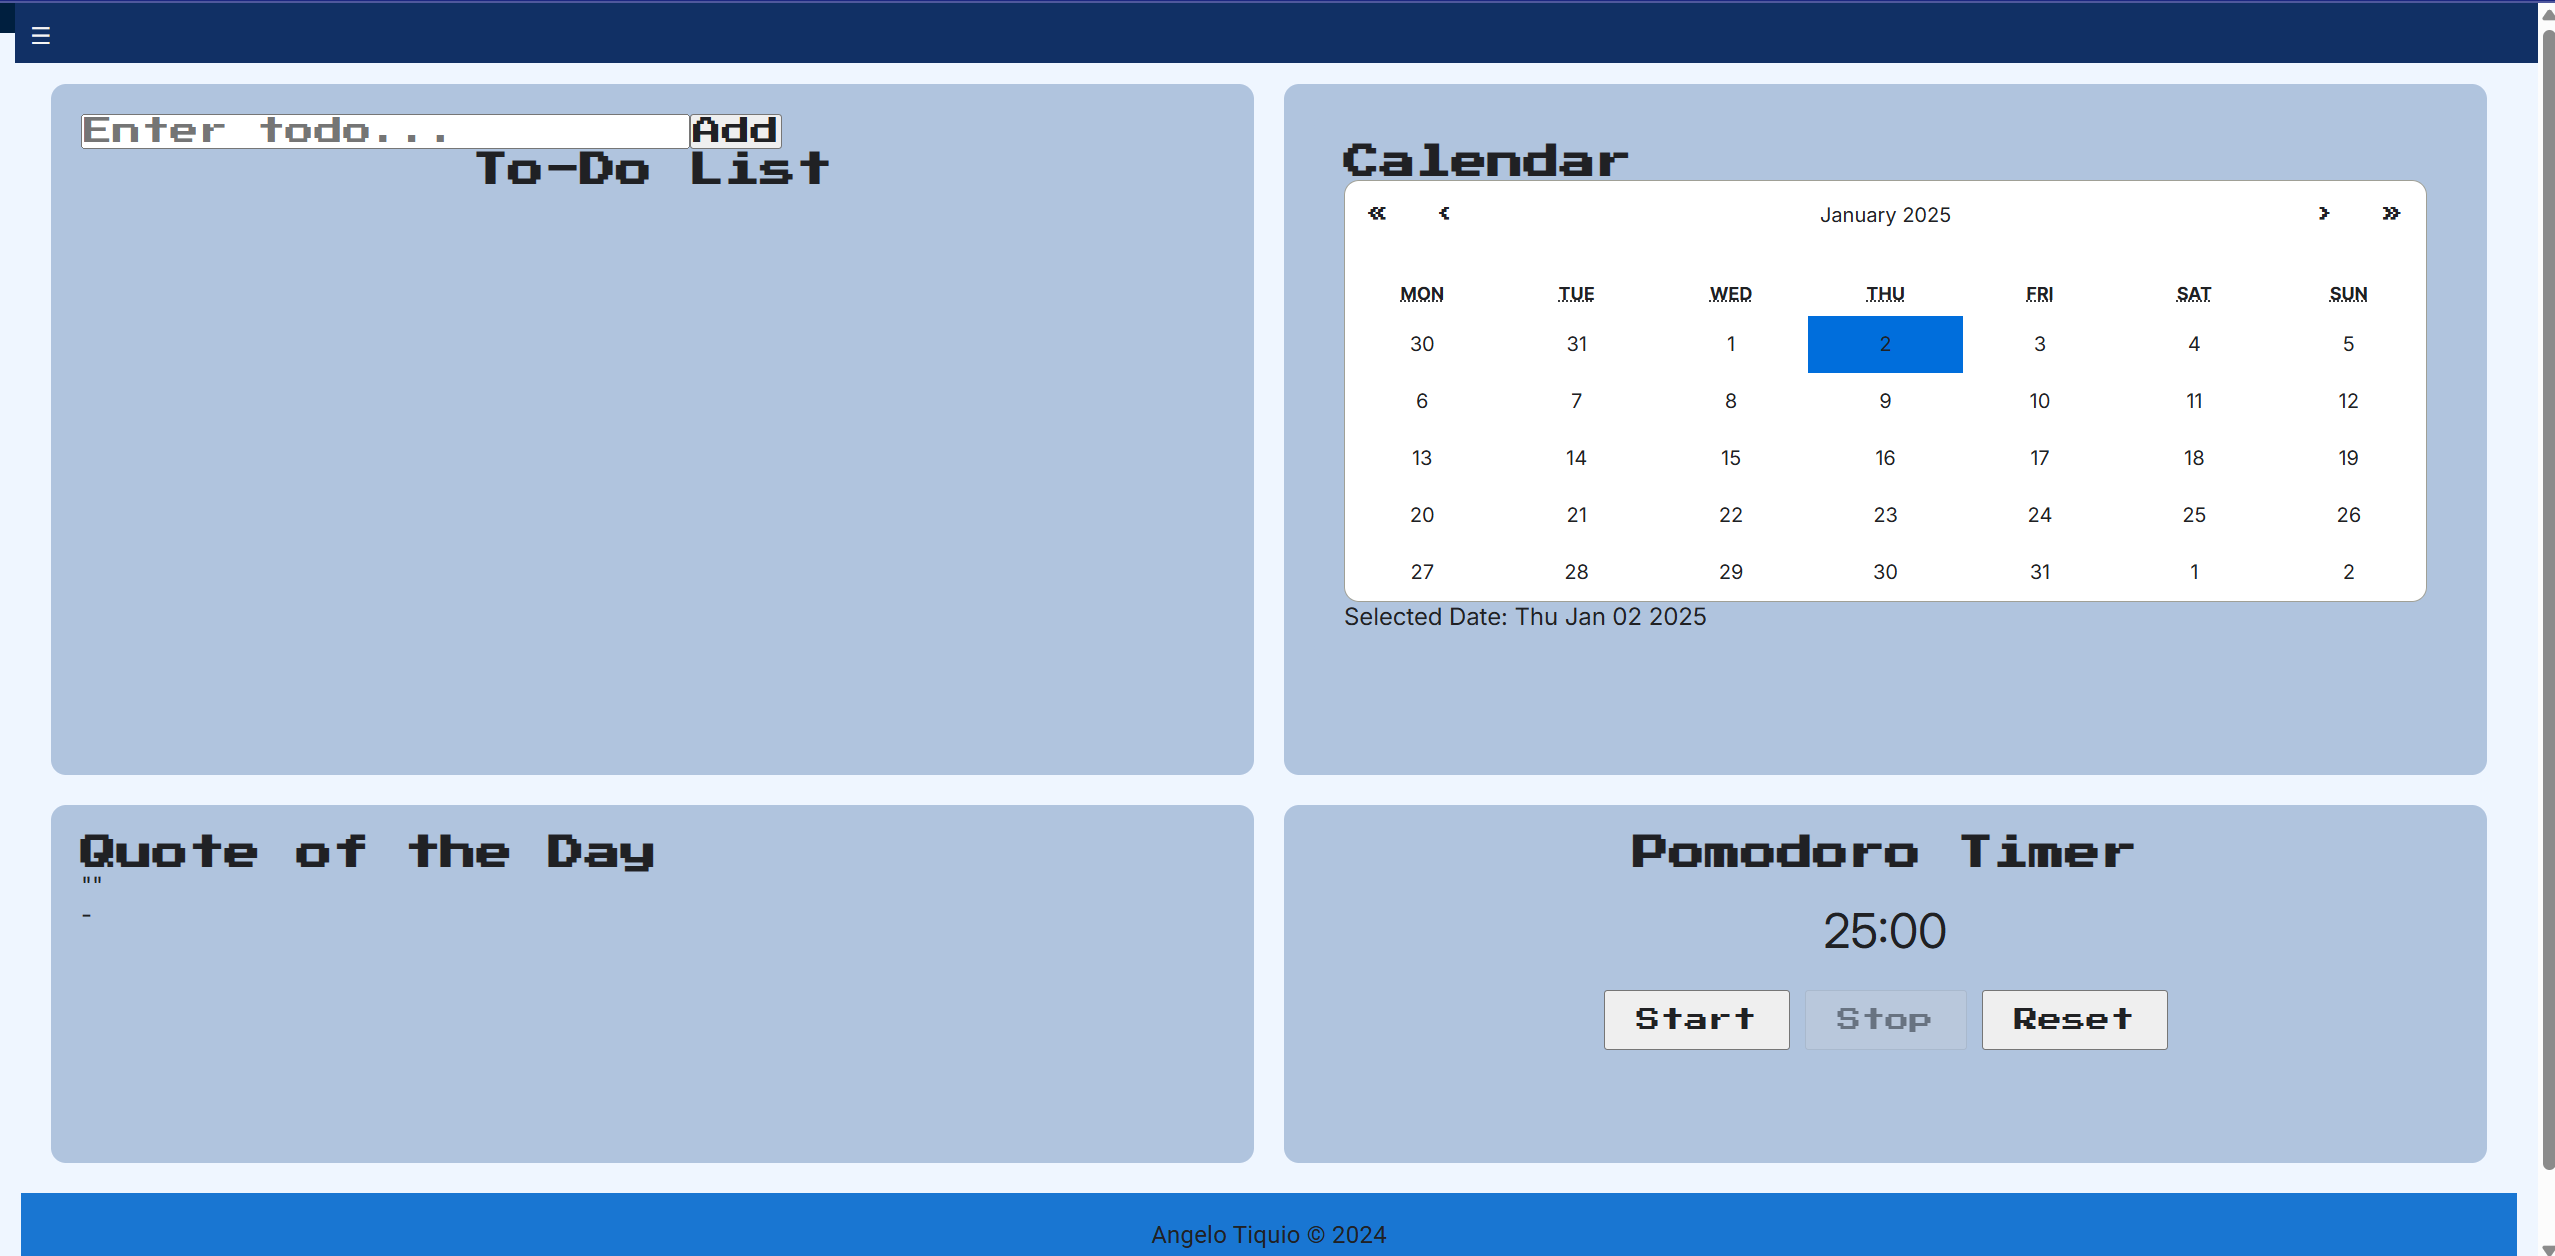 ☰
Enter todo... Add
To-Do List
Calendar
« ‹ January 2025 › »
MON TUE WED THU FRI SAT SUN
30 31 1 2 3 4 5
6 7 8 9 10 11 12
13 14 15 16 17 18 19
20 21 22 23 24 25 26
27 28 29 30 31 1 2
Selected Date: Thu Jan 02 2025
Quote of the Day
""
-
Pomodoro Timer
25:00
Start Stop Reset
Angelo Tiquio © 2024